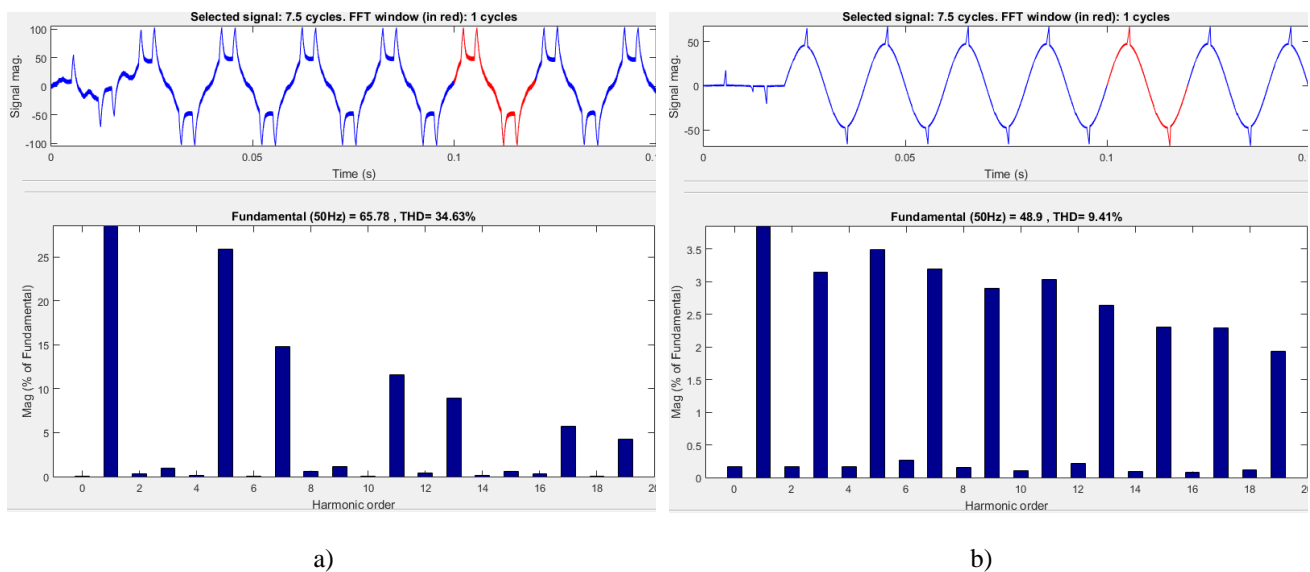 Selected signal: 7.5 cycles. FFT window (in red): 1 cycles
100
50
0
-50
-100
Signal mag.
0
0.05
0.1
0.1
Time (s)
Fundamental (50Hz) = 65.78 , THD= 34.63%
25
20
15
10
5
0
Mag (% of Fundamental)
0 2 4 6 8 10 12 14 16 18 20
Harmonic order
a)
Selected signal: 7.5 cycles. FFT window (in red): 1 cycles
50
0
-50
Signal mag.
0
0.05
0.1
0.
Time (s)
Fundamental (50Hz) = 48.9 , THD= 9.41%
3.5
3
2.5
2
1.5
1
0.5
0
Mag (% of Fundamental)
0 2 4 6 8 10 12 14 16 18 20
Harmonic order
b)